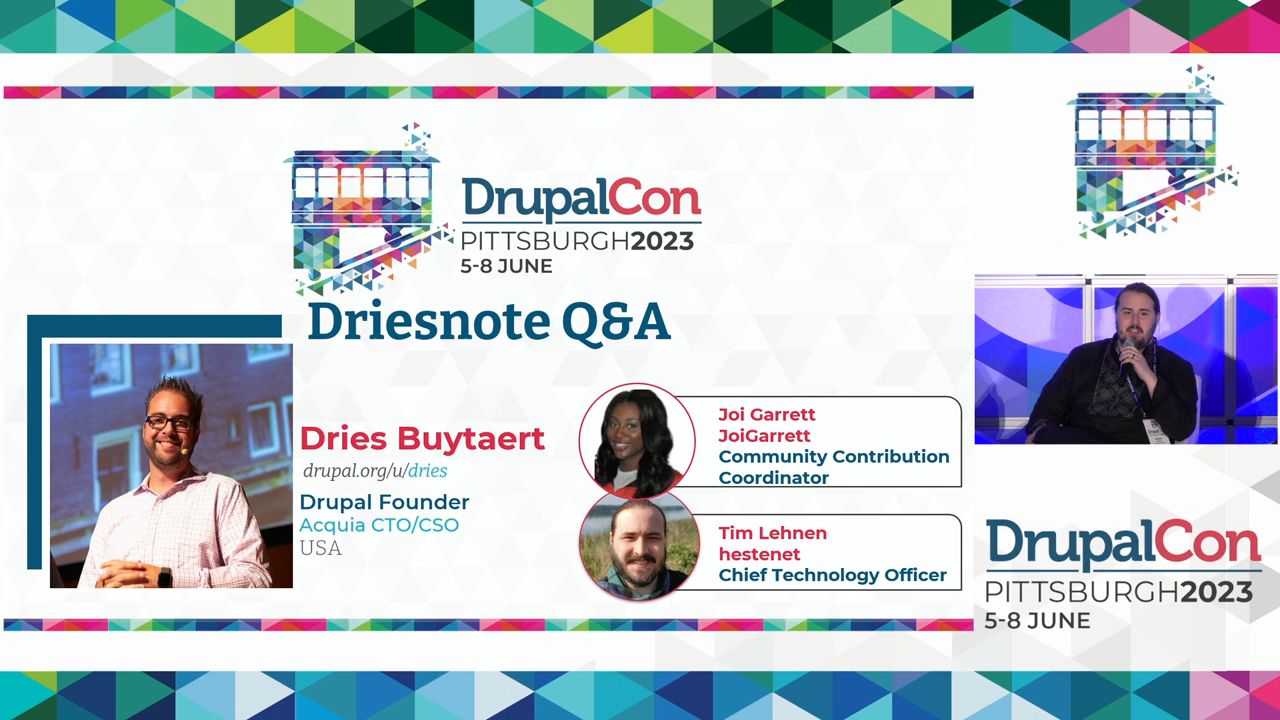 DrupalCon
PITTSBURGH2023
5-8 JUNE
Driesnote Q&A
Dries Buytaert
drupal.org/u/dries
Drupal Founder
Acquia CTO/CSO
USA
Joi Garrett
JoiGarrett
Community Contribution
Coordinator
Tim Lehnen
hestenet
Chief Technology Officer
DrupalCon
PITTSBURGH2023
5-8 JUNE